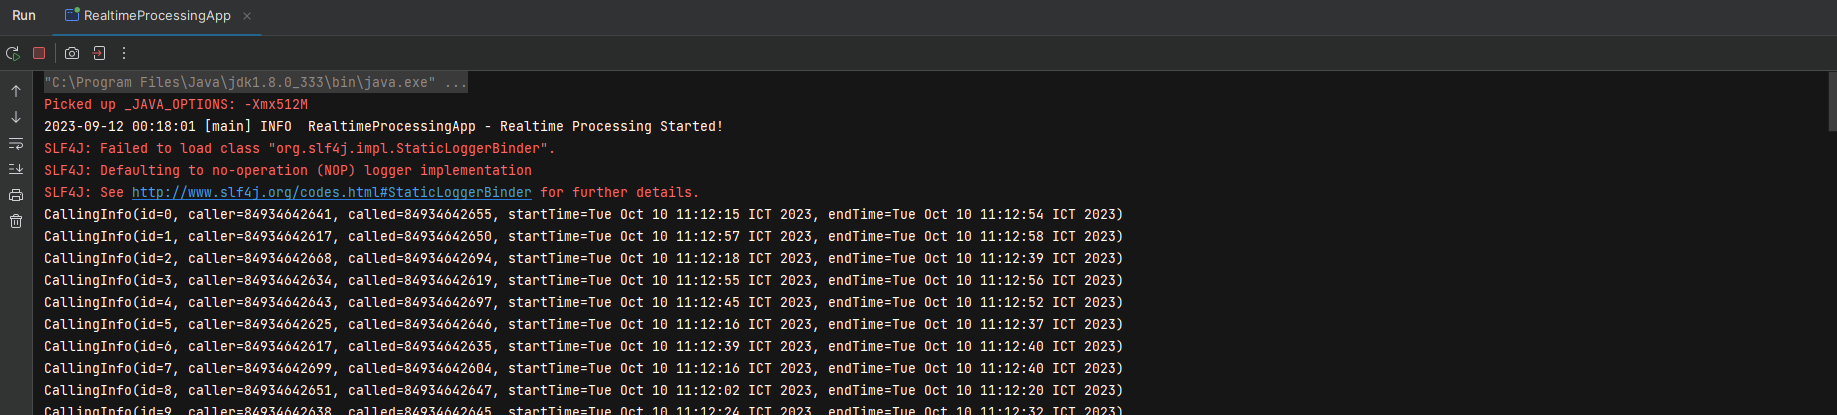 Run RealtimeProcessingApp
"C:\Program Files\Java\jdk1.8.0_333\bin\java.exe" ...
Picked up _JAVA_OPTIONS: -Xmx512M
2023-09-12 00:18:01 [main] INFO  RealtimeProcessingApp - Realtime Processing Started!
SLF4J: Failed to load class "org.slf4j.impl.StaticLoggerBinder".
SLF4J: Defaulting to no-operation (NOP) logger implementation
SLF4J: See http://www.slf4j.org/codes.html#StaticLoggerBinder for further details.
CallingInfo(id=0, caller=84934642641, called=84934642655, startTime=Tue Oct 10 11:12:15 ICT 2023, endTime=Tue Oct 10 11:12:54 ICT 2023)
CallingInfo(id=1, caller=84934642617, called=84934642650, startTime=Tue Oct 10 11:12:57 ICT 2023, endTime=Tue Oct 10 11:12:58 ICT 2023)
CallingInfo(id=2, caller=84934642668, called=84934642694, startTime=Tue Oct 10 11:12:18 ICT 2023, endTime=Tue Oct 10 11:12:39 ICT 2023)
CallingInfo(id=3, caller=84934642634, called=84934642619, startTime=Tue Oct 10 11:12:55 ICT 2023, endTime=Tue Oct 10 11:12:56 ICT 2023)
CallingInfo(id=4, caller=84934642643, called=84934642697, startTime=Tue Oct 10 11:12:45 ICT 2023, endTime=Tue Oct 10 11:12:52 ICT 2023)
CallingInfo(id=5, caller=84934642625, called=84934642646, startTime=Tue Oct 10 11:12:16 ICT 2023, endTime=Tue Oct 10 11:12:37 ICT 2023)
CallingInfo(id=6, caller=84934642617, called=84934642635, startTime=Tue Oct 10 11:12:39 ICT 2023, endTime=Tue Oct 10 11:12:40 ICT 2023)
CallingInfo(id=7, caller=84934642699, called=84934642604, startTime=Tue Oct 10 11:12:16 ICT 2023, endTime=Tue Oct 10 11:12:40 ICT 2023)
CallingInfo(id=8, caller=84934642651, called=84934642647, startTime=Tue Oct 10 11:12:02 ICT 2023, endTime=Tue Oct 10 11:12:20 ICT 2023)
CallingInfo(id=9, caller=84934642638, called=84934642645, startTime=Tue Oct 10 11:12:24 ICT 2023, endTime=Tue Oct 10 11:12:32 ICT 2023)